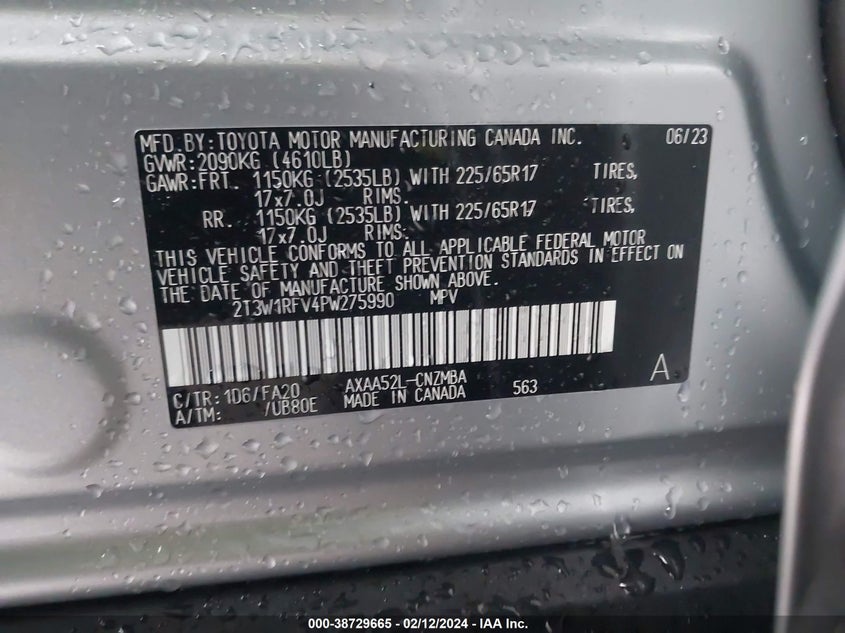 MFD.BY:TOYOTA MOTOR MANUFACTURING CANADA INC. 06/23
GVWR:2090KG (4610LB)
GAWR:FRT. 1150KG (2535LB) WITH 225/65R17 TIRES,
17x7.0J RIMS.
RR. 1150KG (2535LB) WITH 225/65R17 TIRES,
17x7.0J RIMS.
THIS VEHICLE CONFORMS TO ALL APPLICABLE FEDERAL MOTOR
VEHICLE SAFETY AND THEFT PREVENTION STANDARDS IN EFFECT ON
THE DATE OF MANUFACTURE SHOWN ABOVE.
2T3W1RFV4PW275990 MPV
C/TR: 1D6/FA20 AXAA52L-CNZMBA 563 A
A/TM: /UB80E MADE IN CANADA
000-38729665 - 02/12/2024 - IAA Inc.